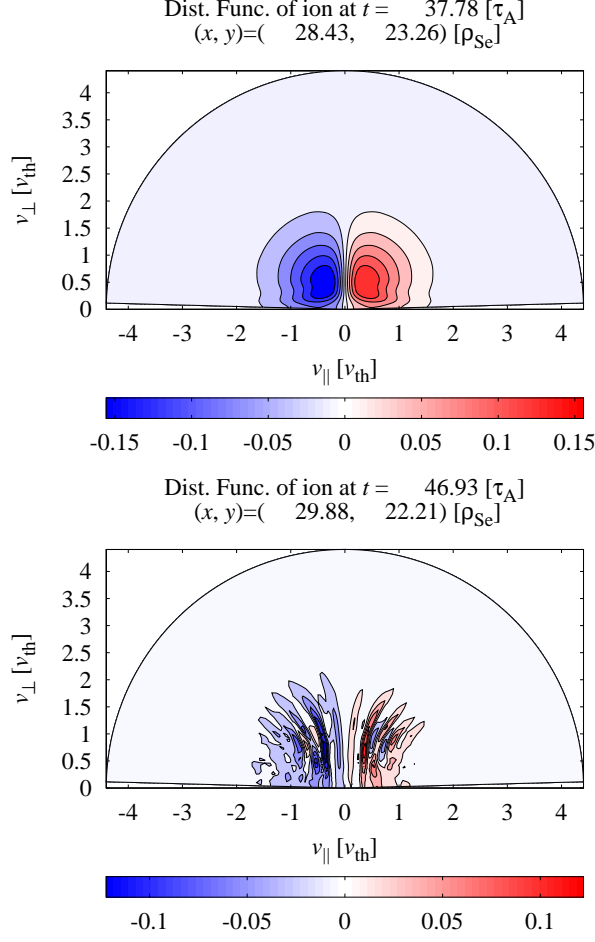 Dist. Func. of ion at t = 37.78 [τA]
(x, y)=( 28.43, 23.26) [ρSe]
4
3.5
3
2.5
2
1.5
1
0.5
0
v⊥ [vth]
-4 -3 -2 -1 0 1 2 3 4
v|| [vth]
-0.15 -0.1 -0.05 0 0.05 0.1 0.15
Dist. Func. of ion at t = 46.93 [τA]
(x, y)=( 29.88, 22.21) [ρSe]
4
3.5
3
2.5
2
1.5
1
0.5
0
v⊥ [vth]
-4 -3 -2 -1 0 1 2 3 4
v|| [vth]
-0.1 -0.05 0 0.05 0.1